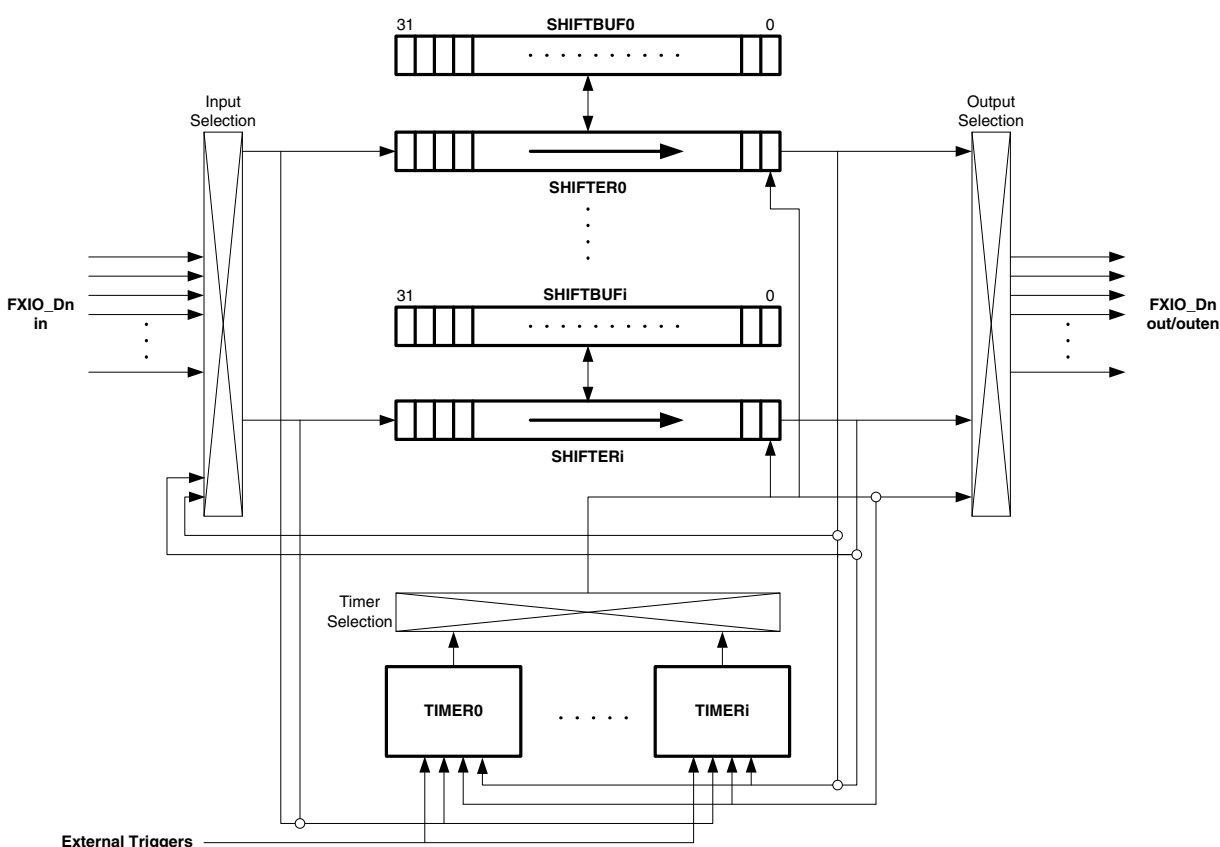 31 SHIFTBUF0 0
Input
Selection
Output
Selection
SHIFTER0
31 SHIFTBUFi 0
FXIO_Dn
in
FXIO_Dn
out/outen
SHIFTERi
Timer
Selection
TIMER0
TIMERi
External Triggers